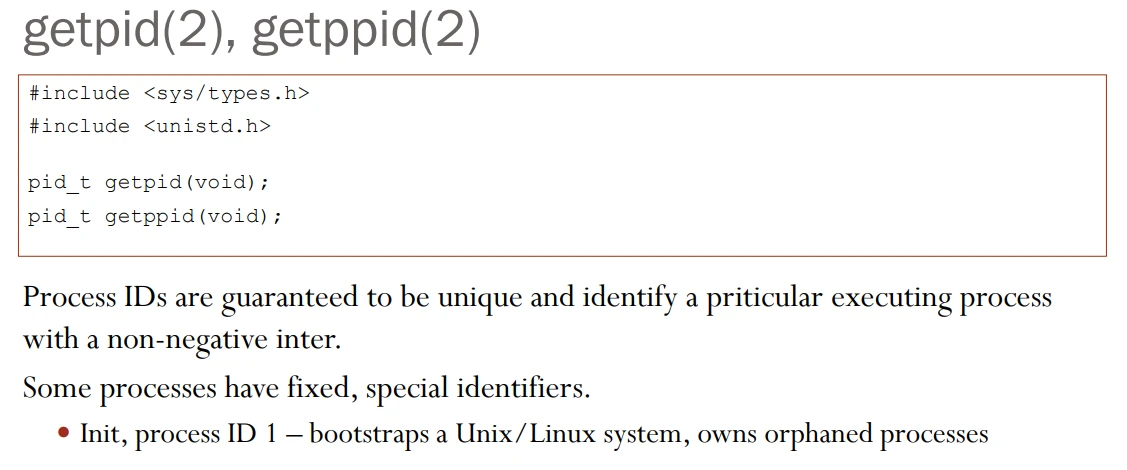 getpid(2), getppid(2)
#include <sys/types.h>
#include <unistd.h>
pid_t getpid(void);
pid_t getppid(void);
Process IDs are guaranteed to be unique and identify a priticular executing process
with a non-negative inter.
Some processes have fixed, special identifiers.
• Init, process ID 1 – bootstraps a Unix/Linux system, owns orphaned processes